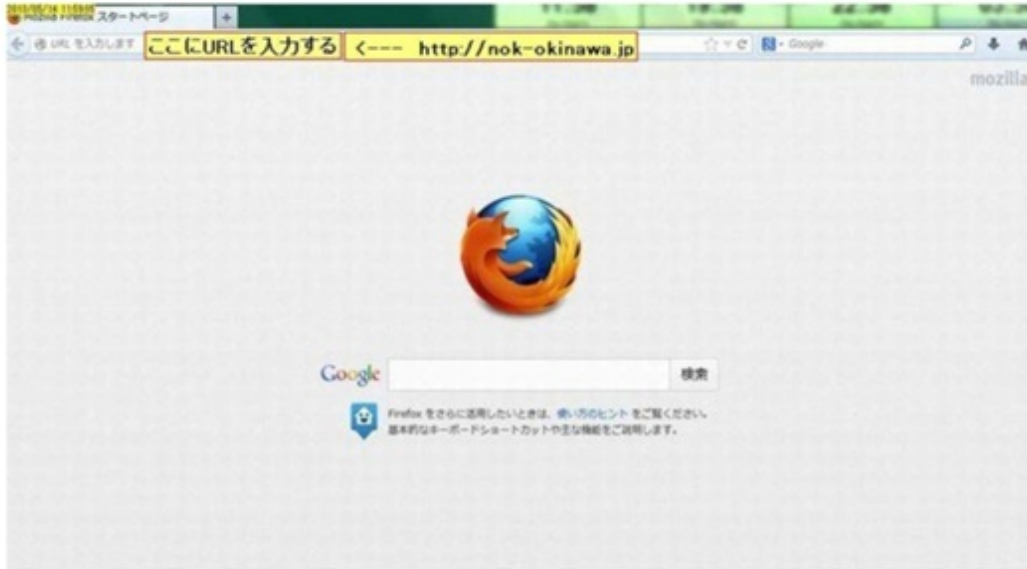 Mozilla Firefox スタートページ +
URL を入力します ここにURLを入力する <--- http://nok-okinawa.jp Google
mozilla
Google 検索
Firefox をさらに活用したいときは、使い方のヒント をご覧ください。
基本的なキーボードショートカットや主な機能をご説明します。